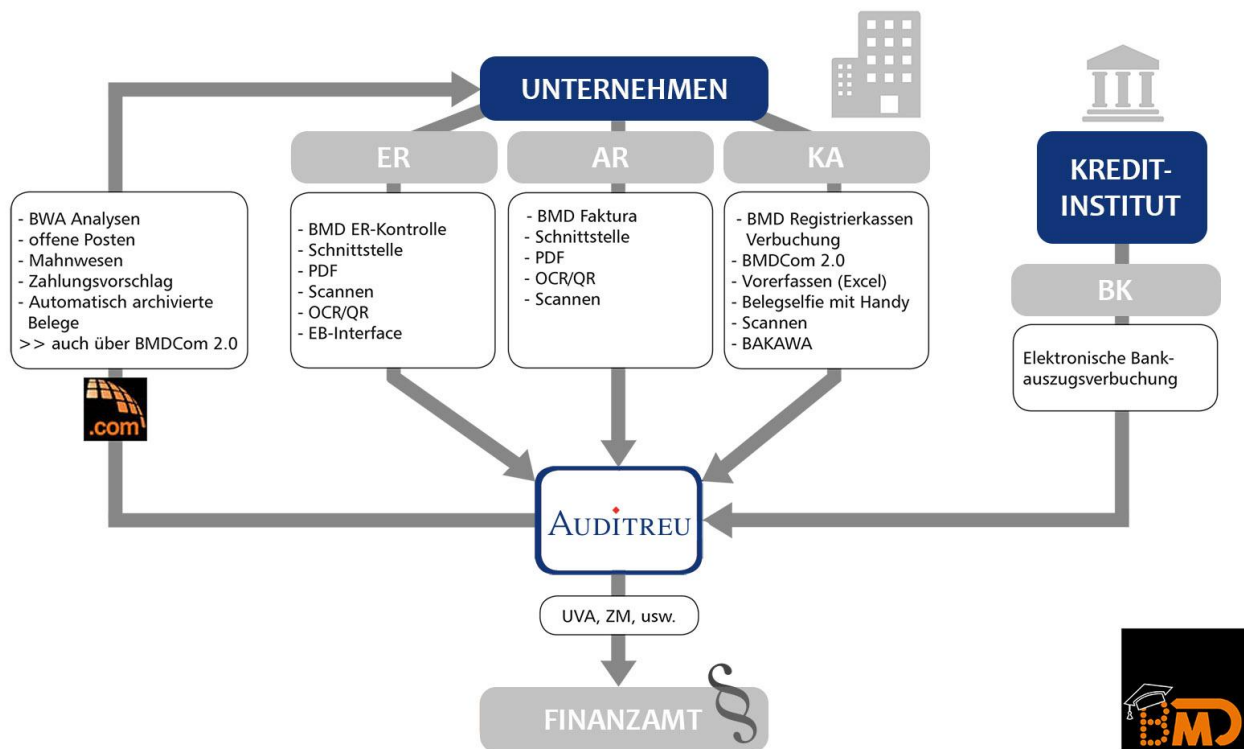 UNTERNEHMEN
ER
AR
KA
KREDIT-
INSTITUT
BK
- BWA Analysen
- offene Posten
- Mahnwesen
- Zahlungsvorschlag
- Automatisch archivierte
Belege
>> auch über BMDCom 2.0
.com
- BMD ER-Kontrolle
- Schnittstelle
- PDF
- Scannen
- OCR/QR
- EB-Interface
- BMD Faktura
- Schnittstelle
- PDF
- OCR/QR
- Scannen
- BMD Registrierkassen
Verbuchung
- BMDCom 2.0
- Vorerfassen (Excel)
- Belegselfie mit Handy
- Scannen
- BAKAWA
Elektronische Bank-
auszugsverbuchung
AUDITREU
UVA, ZM, usw.
FINANZAMT §
BMD